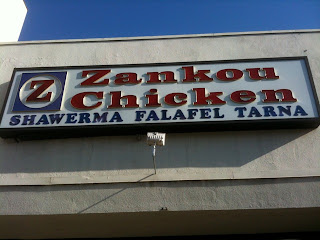 Z
Zankou
Chicken
SHAWERMA FALAFEL TARNA